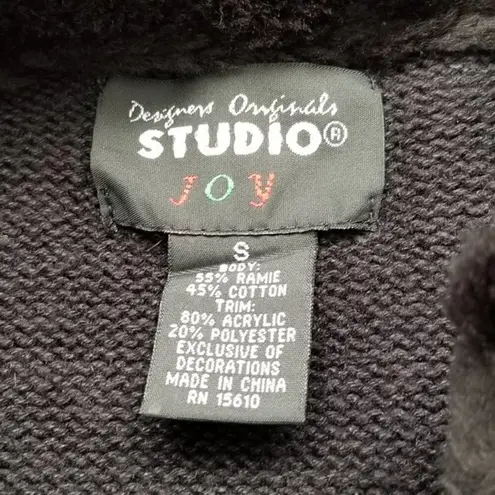 Designers Originals
STUDIO®
JOY
S
BODY:
55% RAMIE
45% COTTON
TRIM:
80% ACRYLIC
20% POLYESTER
EXCLUSIVE OF
DECORATIONS
MADE IN CHINA
RN 15610